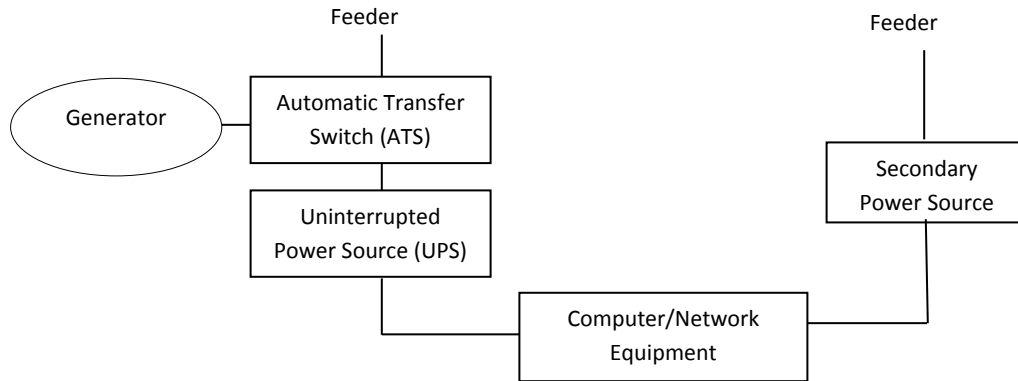 Feeder
Feeder
Generator
Automatic Transfer
Switch (ATS)
Secondary
Power Source
Uninterrupted
Power Source (UPS)
Computer/Network
Equipment